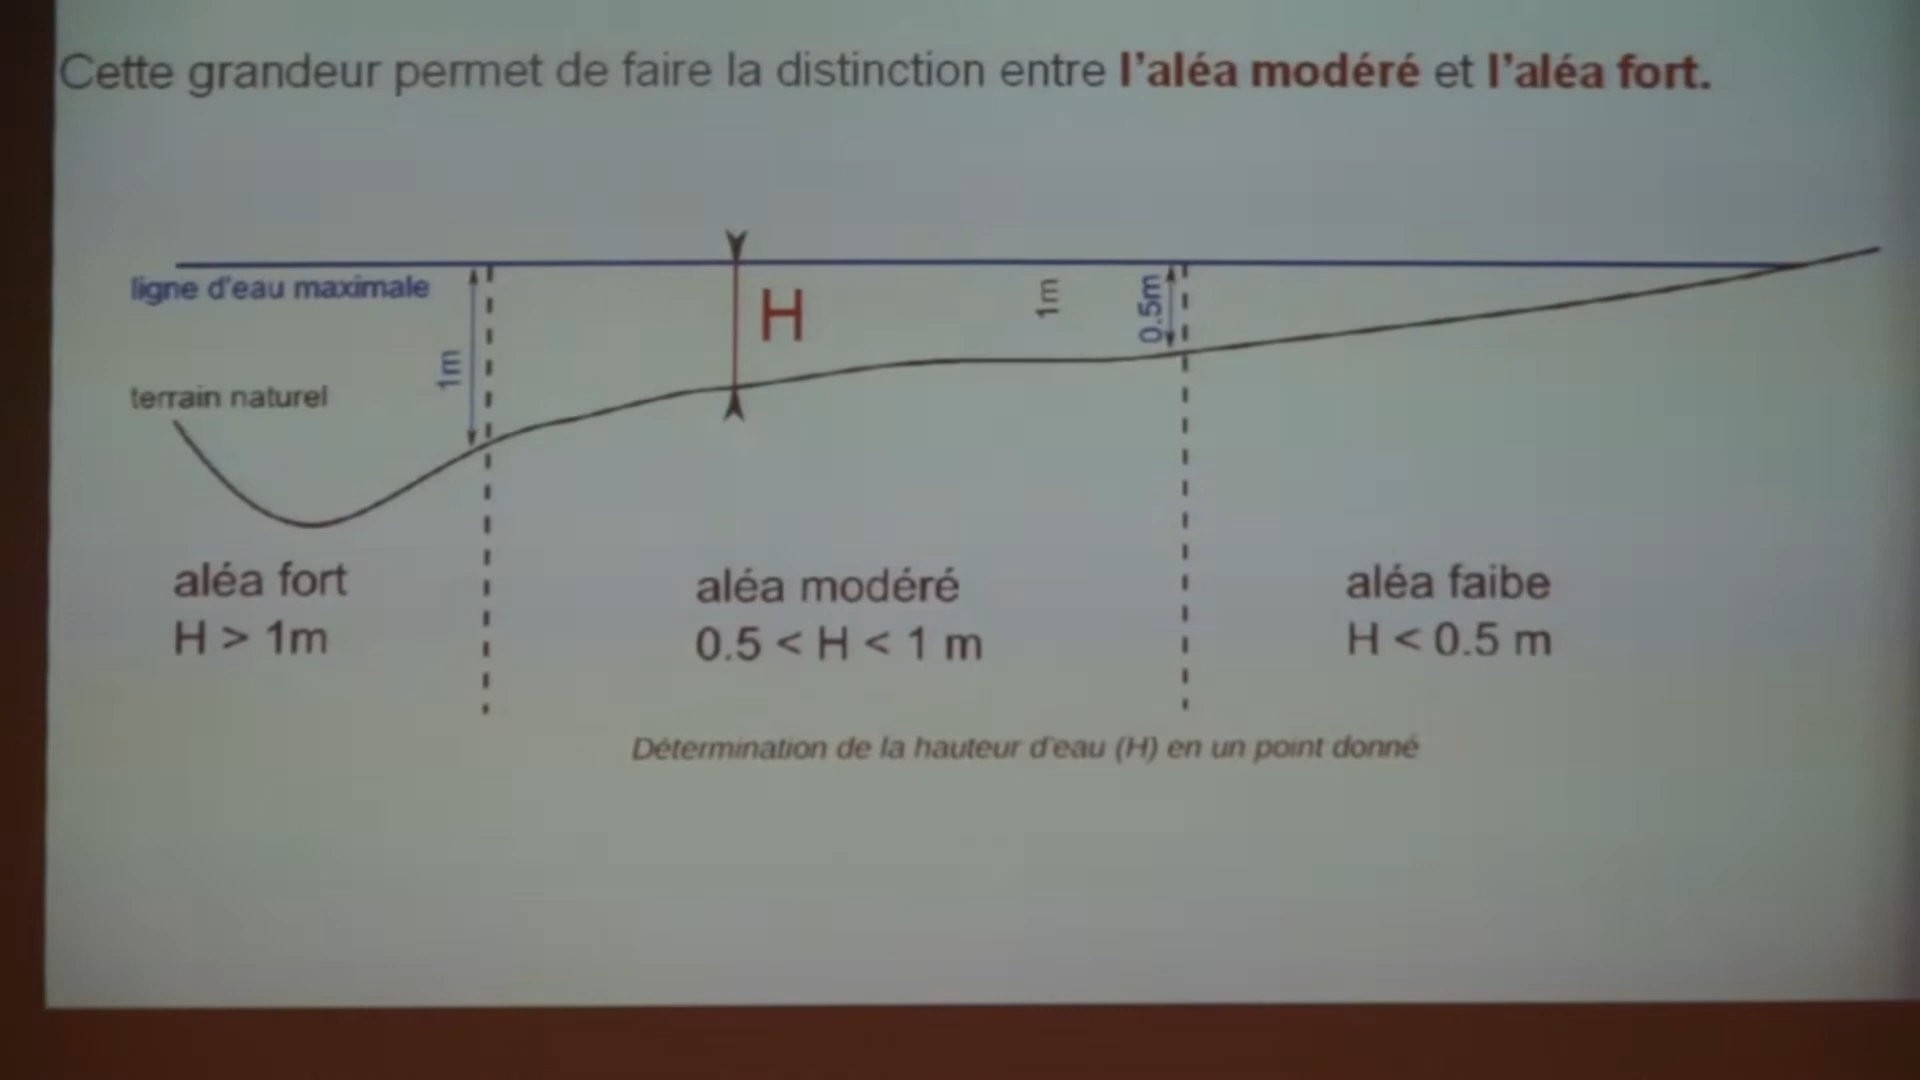 Cette grandeur permet de faire la distinction entre l'aléa modéré et l'aléa fort.
ligne d'eau maximale
1m
H
1m
0.5m
terrain naturel
aléa fort
H > 1m
aléa modéré
0.5 < H < 1 m
aléa faibe
H < 0.5 m
Détermination de la hauteur d'eau (H) en un point donné